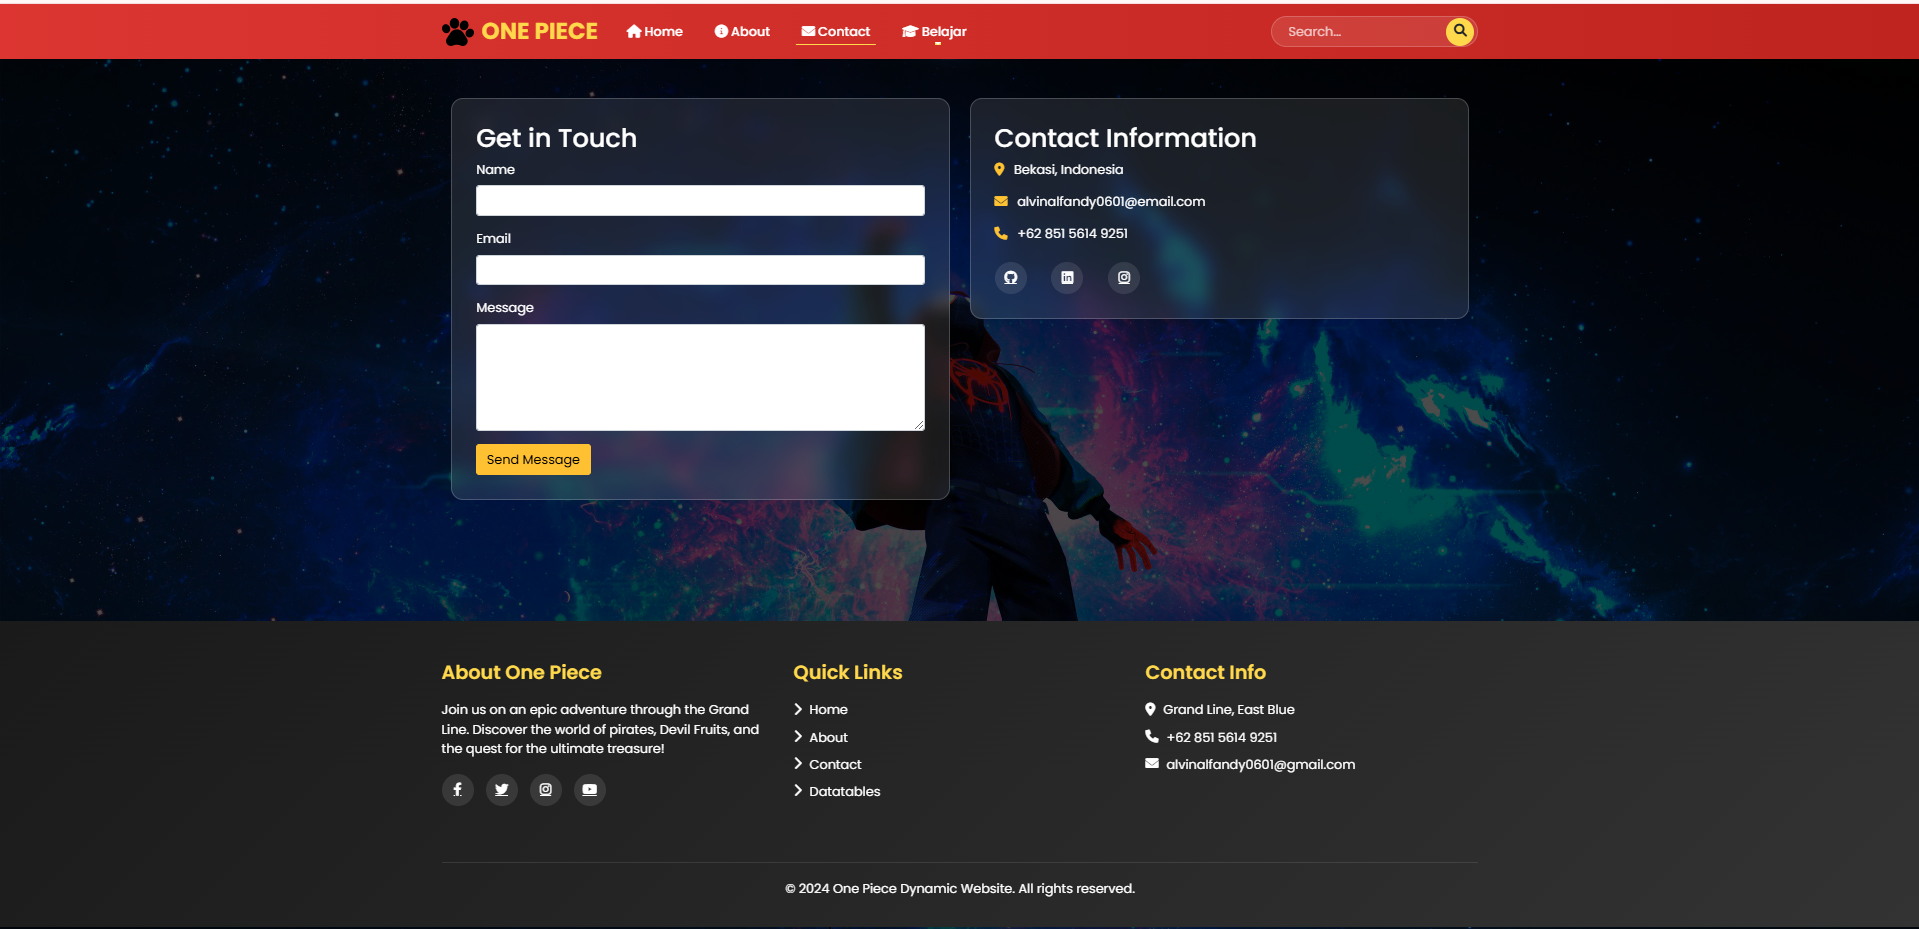 ONE PIECE
Home
About
Contact
Belajar
Search...
Get in Touch
Name
Email
Message
Send Message
Contact Information
Bekasi, Indonesia
alvinalfandy0601@email.com
+62 851 5614 9251
About One Piece
Join us on an epic adventure through the Grand
Line. Discover the world of pirates, Devil Fruits, and
the quest for the ultimate treasure!
Quick Links
Home
About
Contact
Datatables
Contact Info
Grand Line, East Blue
+62 851 5614 9251
alvinalfandy0601@gmail.com
© 2024 One Piece Dynamic Website. All rights reserved.